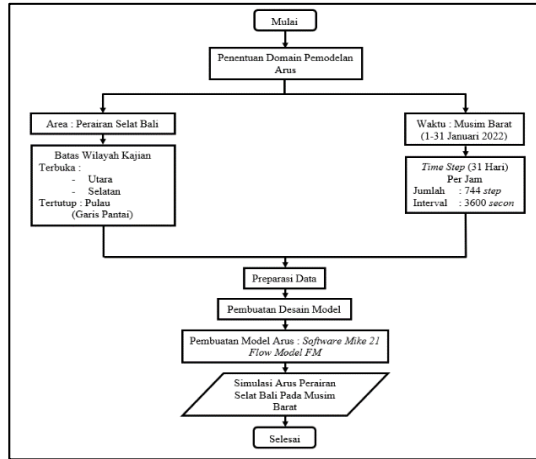 Mulai
Penentuan Domain Pemodelan
Arus
Area : Perairan Selat Bali
Batas Wilayah Kajian
Terbuka :
- Utara
- Selatan
Tertutup : Pulau
(Garis Pantai)
Waktu : Musim Barat
(1-31 Januari 2022)
Time Step (31 Hari)
Per Jam
Jumlah : 744 step
Interval : 3600 secon
Preparasi Data
Pembuatan Desain Model
Pembuatan Model Arus : Software Mike 21
Flow Model FM
Simulasi Arus Perairan
Selat Bali Pada Musim
Barat
Selesai